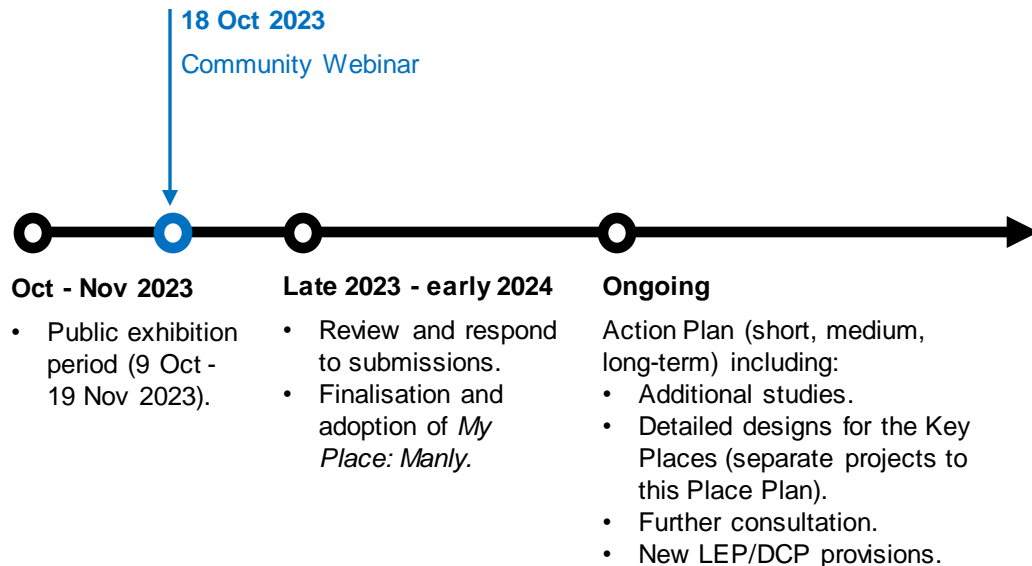 18 Oct 2023
Community Webinar
Oct - Nov 2023
• Public exhibition
period (9 Oct -
19 Nov 2023).
Late 2023 - early 2024
• Review and respond
to submissions.
• Finalisation and
adoption of My
Place: Manly.
Ongoing
Action Plan (short, medium,
long-term) including:
• Additional studies.
• Detailed designs for the Key
Places (separate projects to
this Place Plan).
• Further consultation.
• New LEP/DCP provisions.